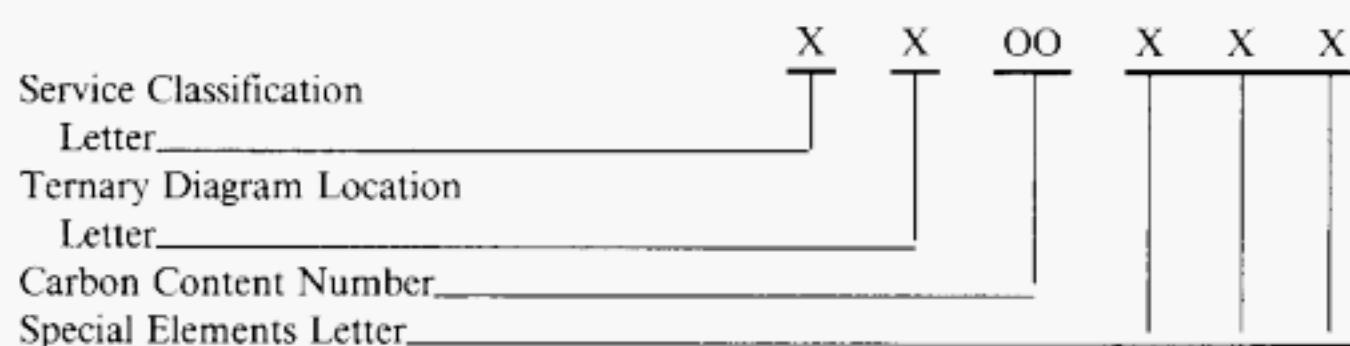 X X OO X X X
Service Classification
Letter
Ternary Diagram Location
Letter
Carbon Content Number
Special Elements Letter